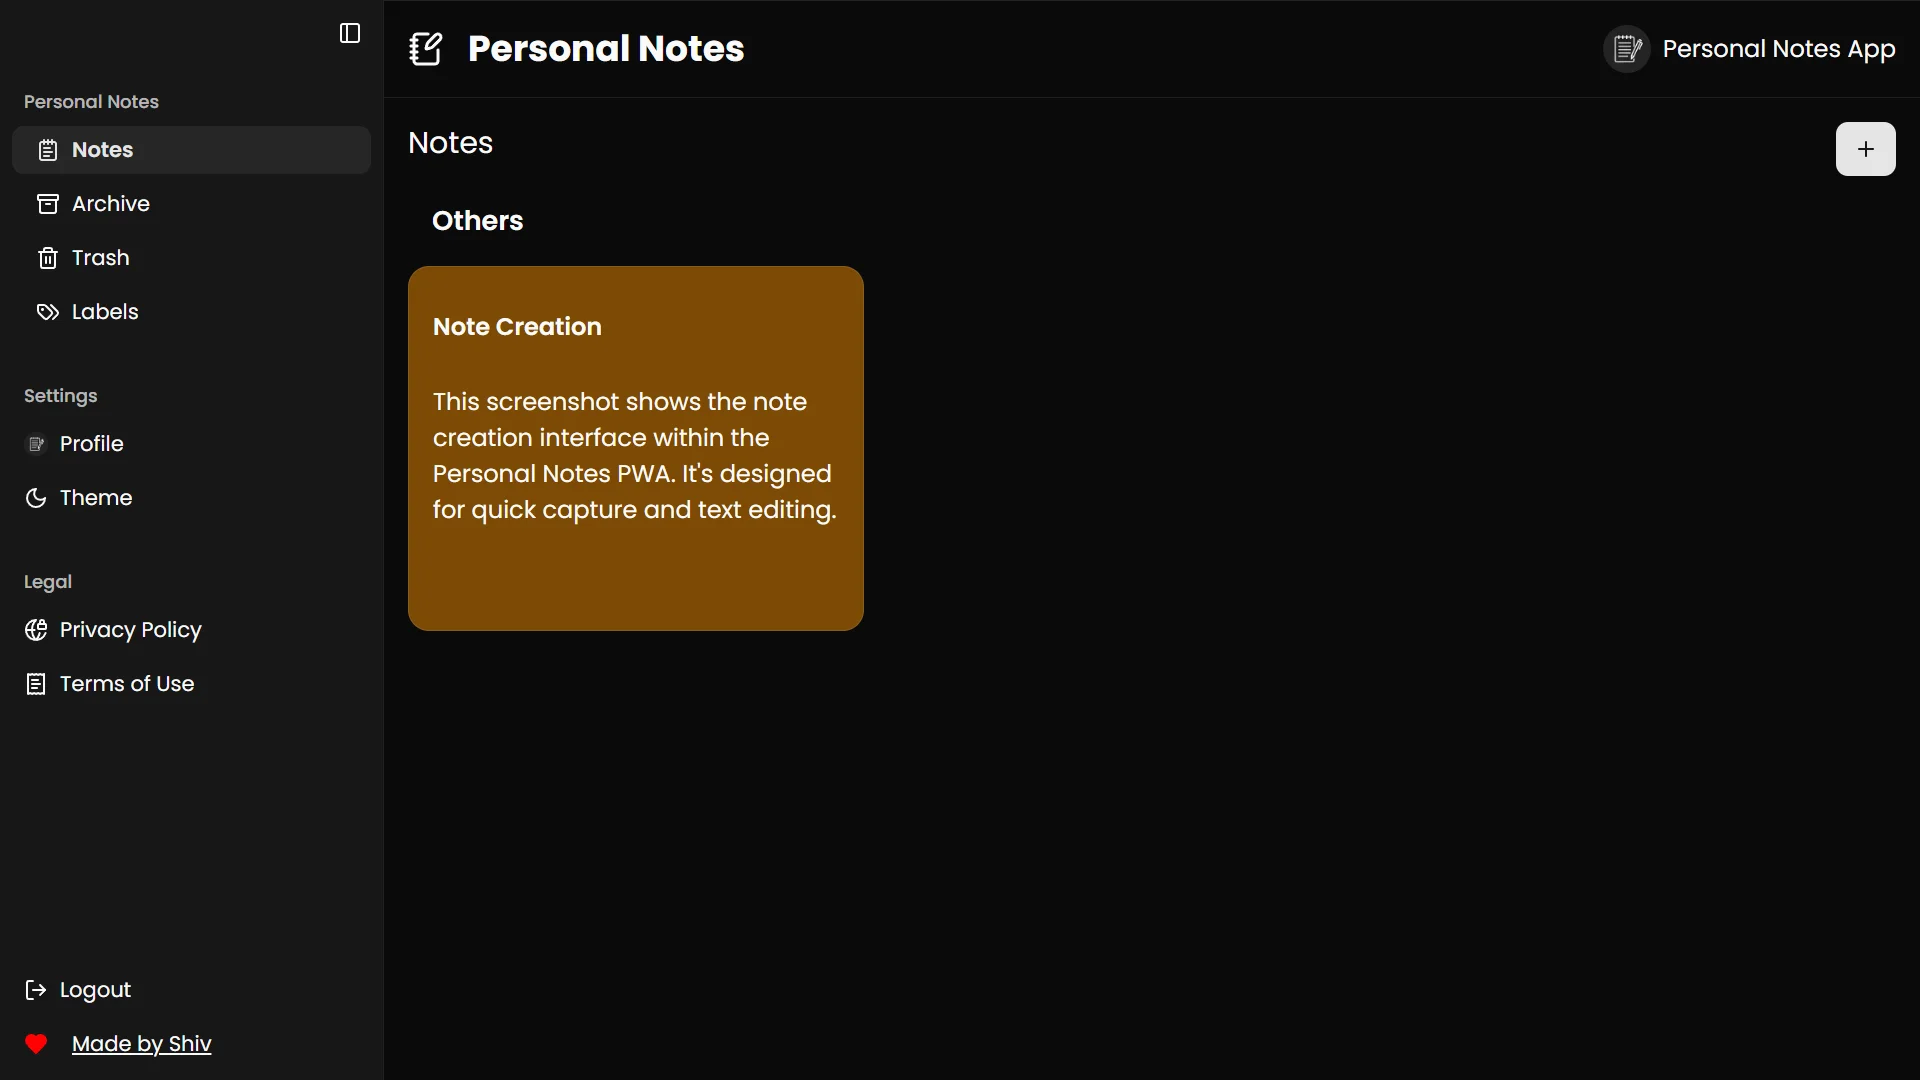 Personal Notes
Notes
Archive
Trash
Labels
Settings
Profile
Theme
Legal
Privacy Policy
Terms of Use
Logout
Made by Shiv
Personal Notes
Personal Notes App
Notes
+
Others
Note Creation
This screenshot shows the note
creation interface within the
Personal Notes PWA. It's designed
for quick capture and text editing.